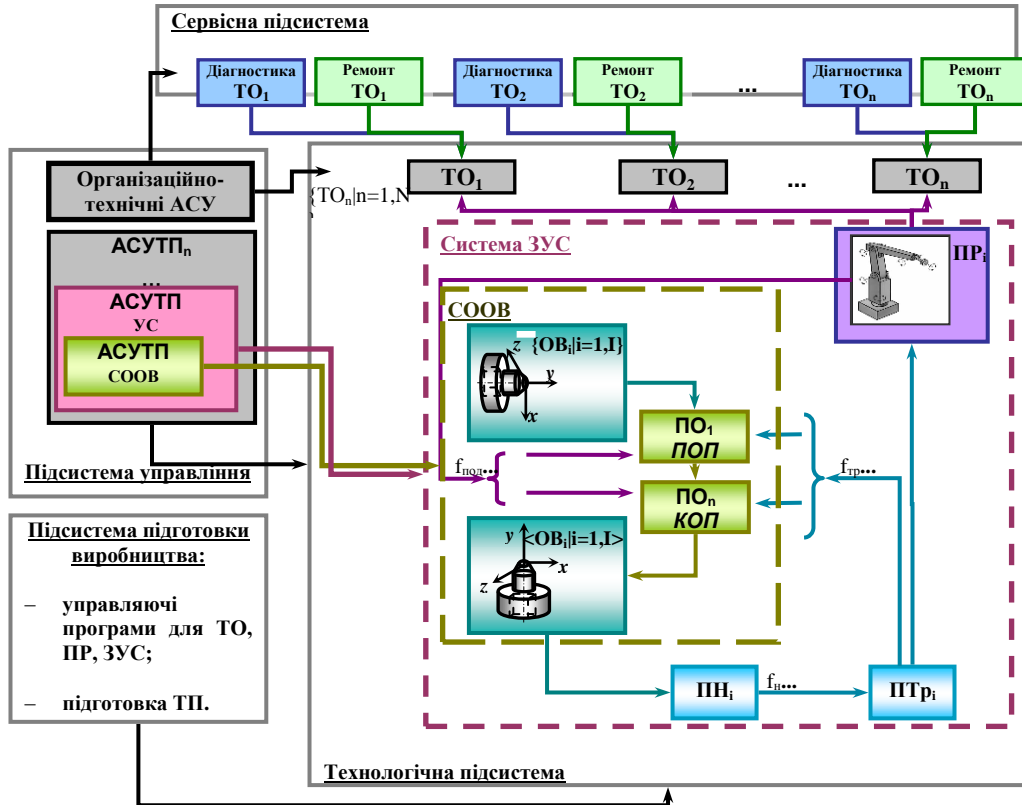 Сервісна підсистема
Діагностика
ТО1
Ремонт
ТО1
Діагностика
ТО2
Ремонт
ТО2
...
Діагностика
ТОn
Ремонт
ТОn
Організаційно-
технічні АСУ
{ТОn|n=1,N
ТО1
ТО2
...
ТОn
АСУТПn
...
АСУТП
УС
АСУТП
СООВ
Підсистема управління
Система ЗУС
ПРi
СООВ
{ОВi|i=1,I}
z
y
x
ПО1
ПОП
fпод...
fтр...
ПОn
КОП
<ОВi|i=1,I>
y
x
z
ПНi
fн...
ПТрi
Підсистема підготовки
виробництва:
– управляючі
програми для ТО,
ПР, ЗУС;
– підготовка ТП.
Технологічна підсистема